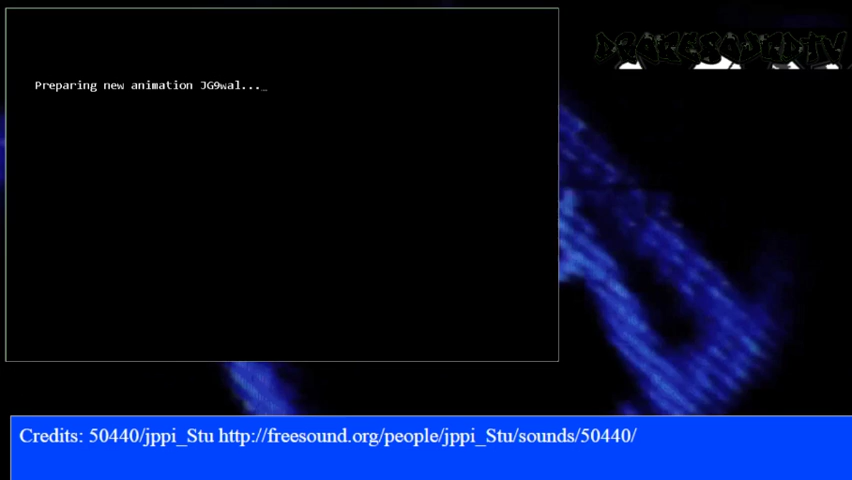 Preparing new animation JG9wal..._
Credits: 50440/jppi_Stu http://freesound.org/people/jppi_Stu/sounds/50440/